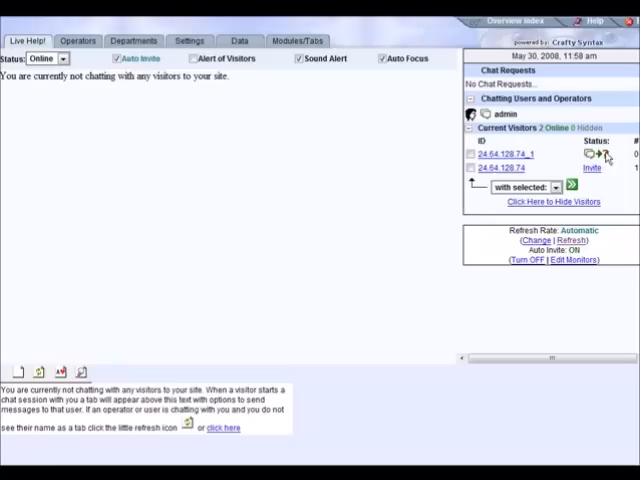 Overview Index Help
Live Help! Operators Departments Settings Data Modules/Tabs
powered by: Crafty Syntax
Status: Online Auto Invite Alert of Visitors Sound Alert Auto Focus
May 30, 2008, 11:58 am
You are currently not chatting with any visitors to your site.
Chat Requests
No Chat Requests...
Chatting Users and Operators
admin
Current Visitors 2 Online 0 Hidden
ID Status: #
24.64.128.74_1 0
24.64.128.74 Invite 1
with selected:
Click Here to Hide Visitors
Refresh Rate: Automatic
(Change | Refresh)
Auto Invite: ON
(Turn OFF | Edit Monitors)
You are currently not chatting with any visitors to your site. When a visitor starts a
chat session with you a tab will appear above this text with options to send
messages to that user. If an operator or user is chatting with you and you do not
see their name as a tab click the little refresh icon or click here